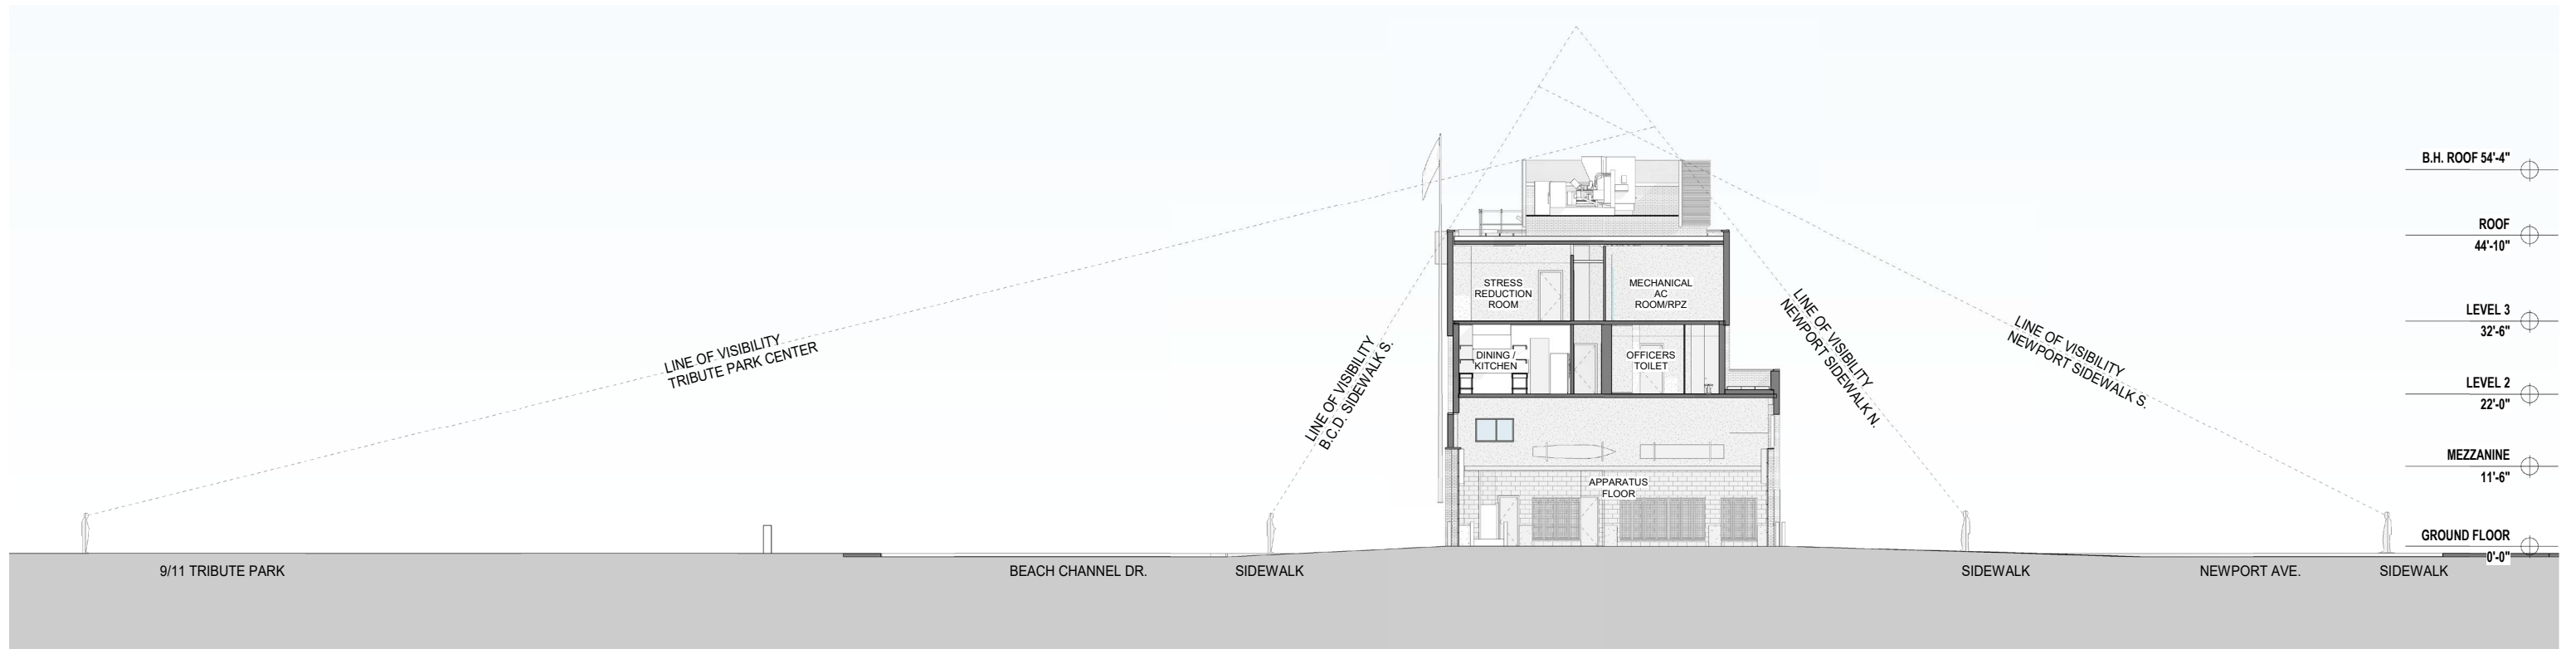 B.H. ROOF 54'-4"
ROOF
44'-10"
LEVEL 3
32'-6"
LEVEL 2
22'-0"
MEZZANINE
11'-6"
GROUND FLOOR
0'-0"
LINE OF VISIBILITY
TRIBUTE PARK CENTER
LINE OF VISIBILITY
B.C.D. SIDEWALK S.
STRESS
REDUCTION
ROOM
MECHANICAL
AC
ROOM/RPZ
DINING /
KITCHEN
OFFICERS
TOILET
APPARATUS
FLOOR
LINE OF VISIBILITY
NEWPORT SIDEWALK N.
LINE OF VISIBILITY
NEWPORT SIDEWALK S.
9/11 TRIBUTE PARK
BEACH CHANNEL DR.
SIDEWALK
SIDEWALK
NEWPORT AVE.
SIDEWALK